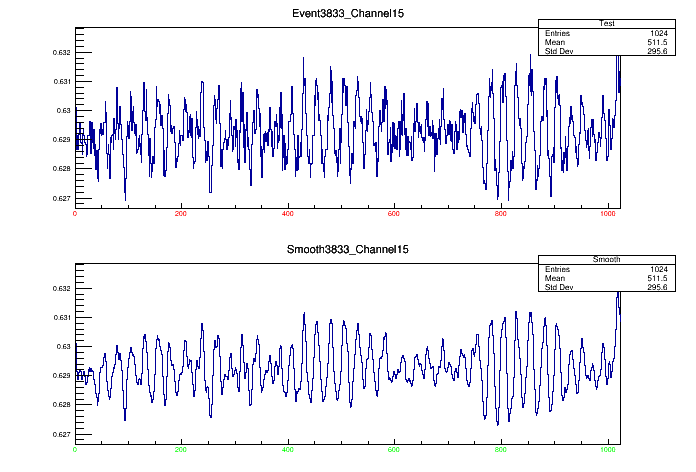 Event3833_Channel15
Test
Entries 1024
Mean 511.5
Std Dev 295.6
0.632
0.631
0.63
0.629
0.628
0.627
0 200 400 600 800 1000
Smooth3833_Channel15
Smooth
Entries 1024
Mean 511.5
Std Dev 295.6
0.632
0.631
0.63
0.629
0.628
0.627
0 200 400 600 800 1000